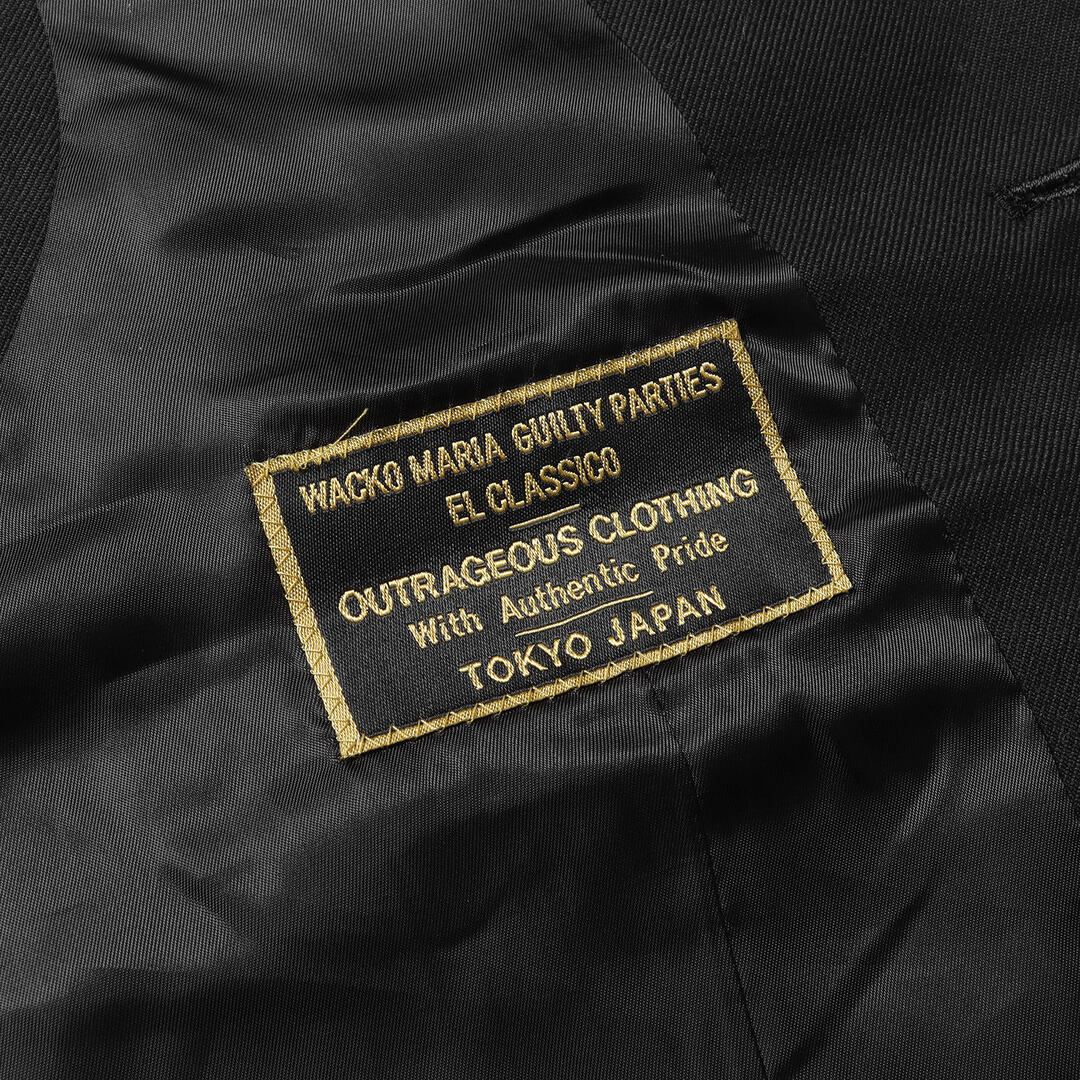 WACKO MARIA GUILTY PARTIES
EL CLASSICO
OUTRAGEOUS CLOTHING
With Authentic Pride
TOKYO JAPAN